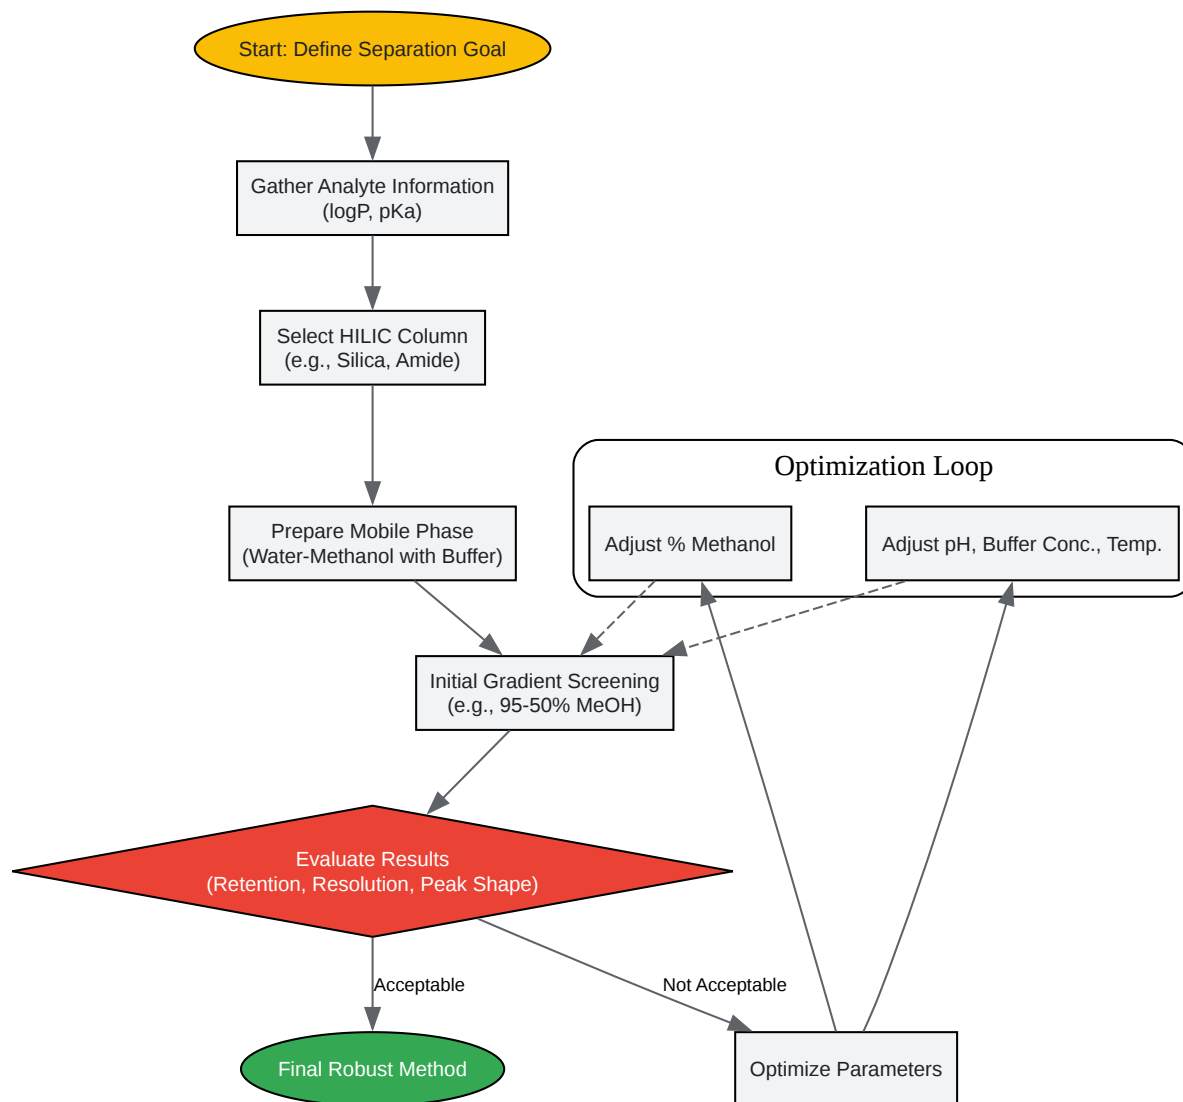 Start: Define Separation Goal
Gather Analyte Information
(logP, pKa)
Select HILIC Column
(e.g., Silica, Amide)
Optimization Loop
Prepare Mobile Phase
(Water-Methanol with Buffer)
Adjust % Methanol
Adjust pH, Buffer Conc., Temp.
Initial Gradient Screening
(e.g., 95-50% MeOH)
Evaluate Results
(Retention, Resolution, Peak Shape)
Acceptable
Not Acceptable
Final Robust Method
Optimize Parameters